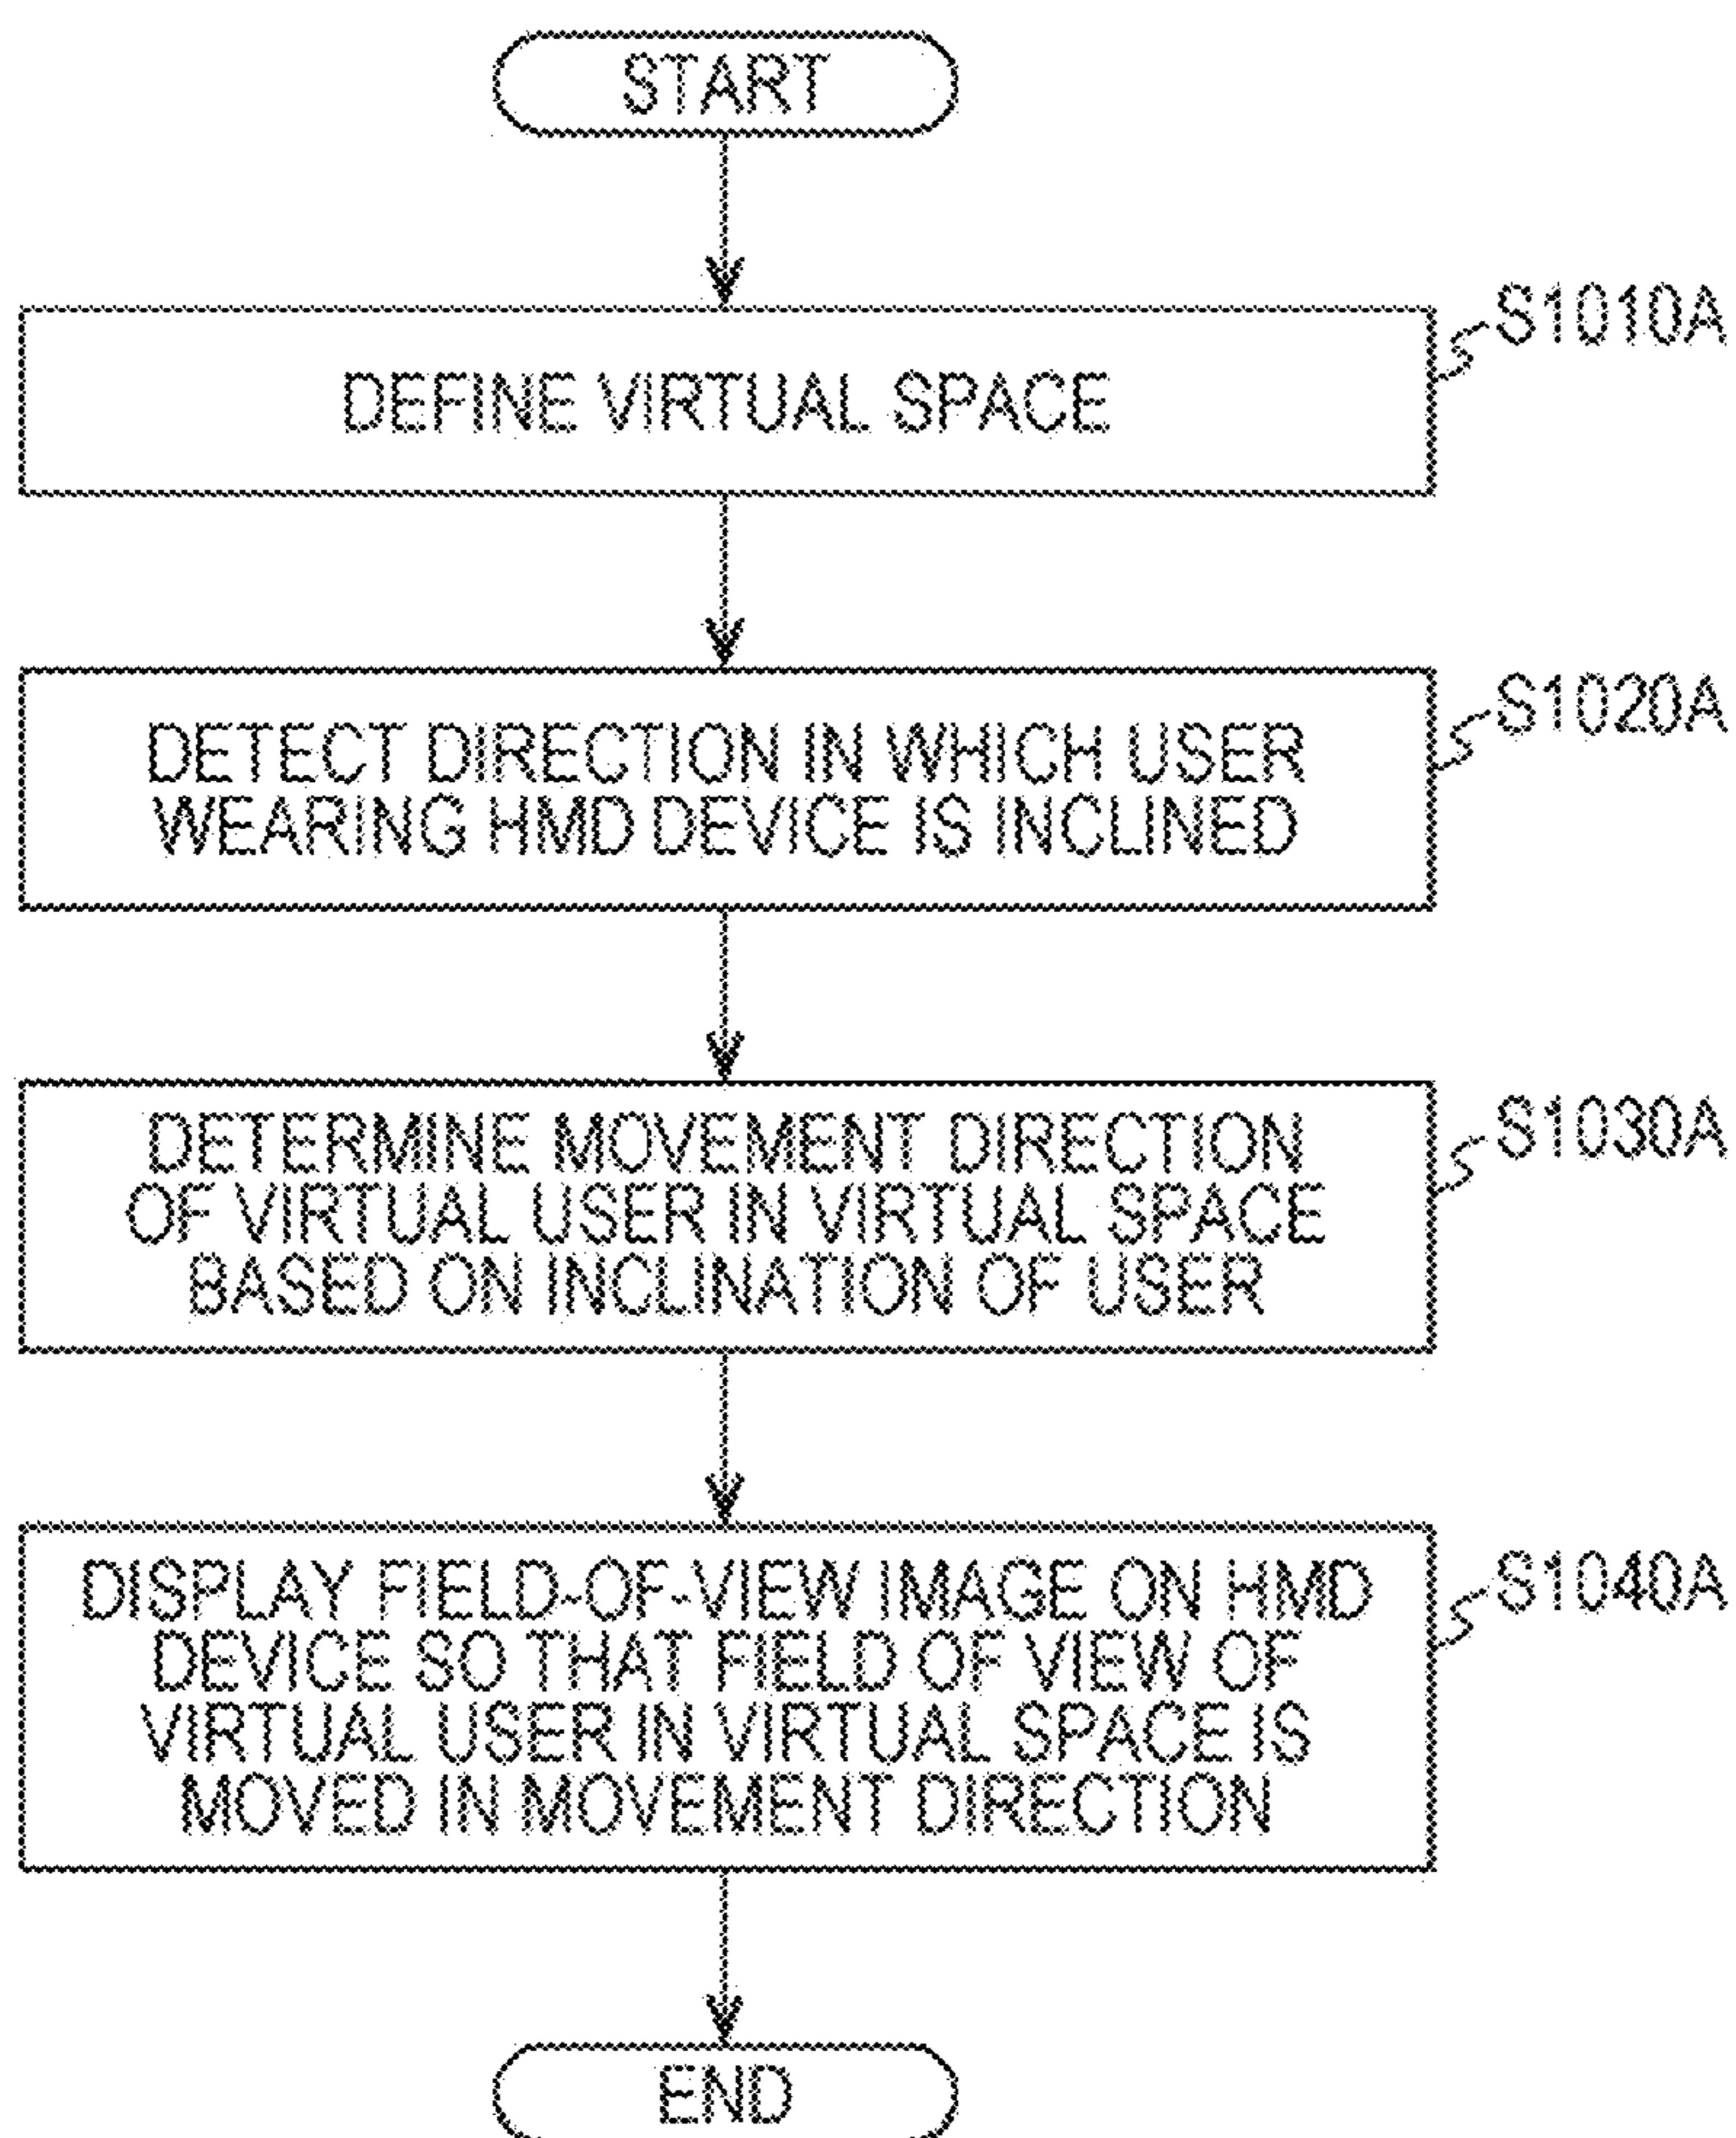 START
DEFINE VIRTUAL SPACE
S1010A
DETECT DIRECTION IN WHICH USER
WEARING HMD DEVICE IS INCLINED
S1020A
DETERMINE MOVEMENT DIRECTION
OF VIRTUAL USER IN VIRTUAL SPACE
BASED ON INCLINATION OF USER
S1030A
DISPLAY FIELD-OF-VIEW IMAGE ON HMD
DEVICE SO THAT FIELD OF VIEW OF
VIRTUAL USER IN VIRTUAL SPACE IS
MOVED IN MOVEMENT DIRECTION
S1040A
END